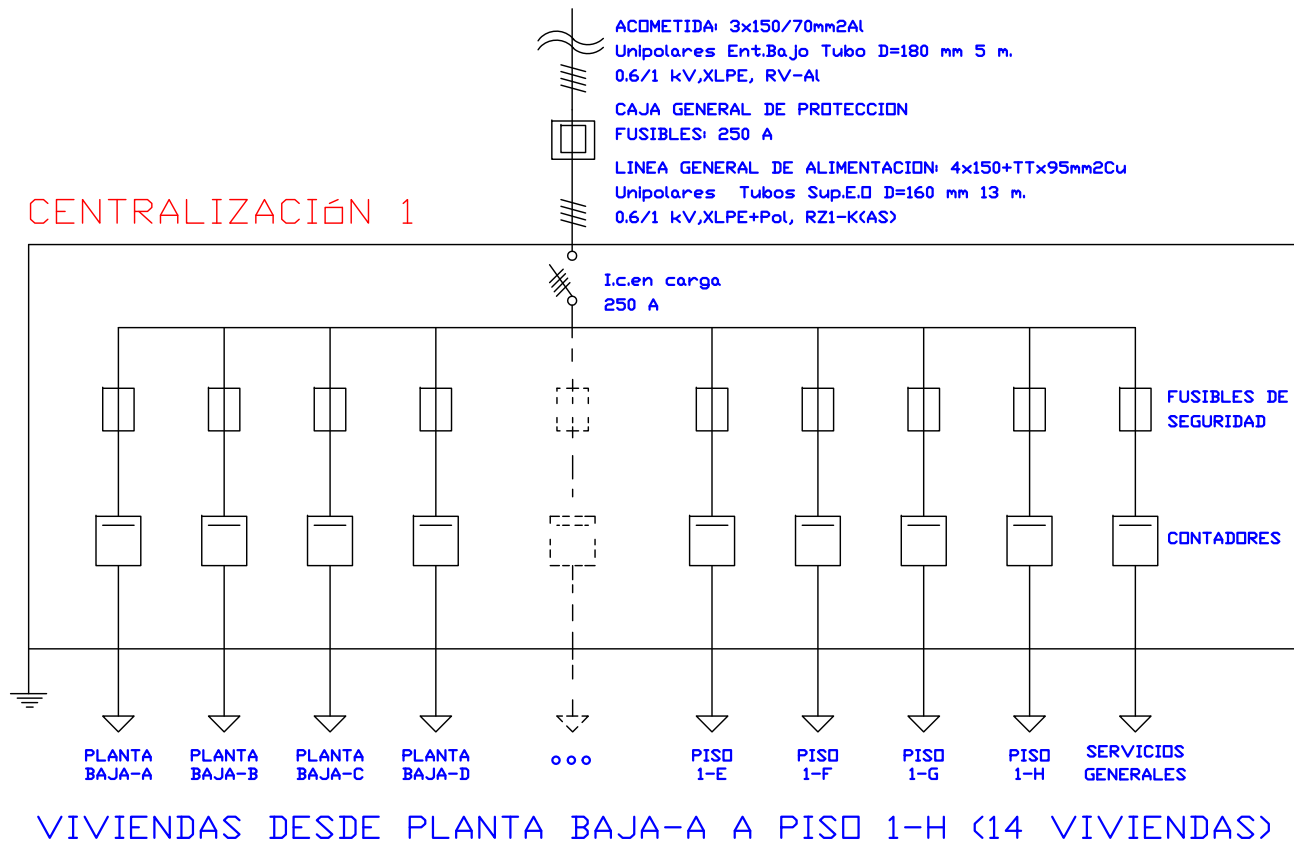 ACOMETIDA: 3x150/70mm2Al
Unipolares Ent.Bajo Tubo D=180 mm 5 m.
0.6/1 kV,XLPE, RV-Al
CAJA GENERAL DE PROTECCION
FUSIBLES: 250 A
LINEA GENERAL DE ALIMENTACION: 4x150+TTx95mm2Cu
Unipolares Tubos Sup.E.O D=160 mm 13 m.
0.6/1 kV,XLPE+Pol, RZ1-K(AS)
CENTRALIZACIóN 1
I.c.en carga
250 A
FUSIBLES DE
SEGURIDAD
CONTADORES
PLANTA
BAJA-A
PLANTA
BAJA-B
PLANTA
BAJA-C
PLANTA
BAJA-D
PISO
1-E
PISO
1-F
PISO
1-G
PISO
1-H
SERVICIOS
GENERALES
VIVIENDAS DESDE PLANTA BAJA-A A PISO 1-H (14 VIVIENDAS)